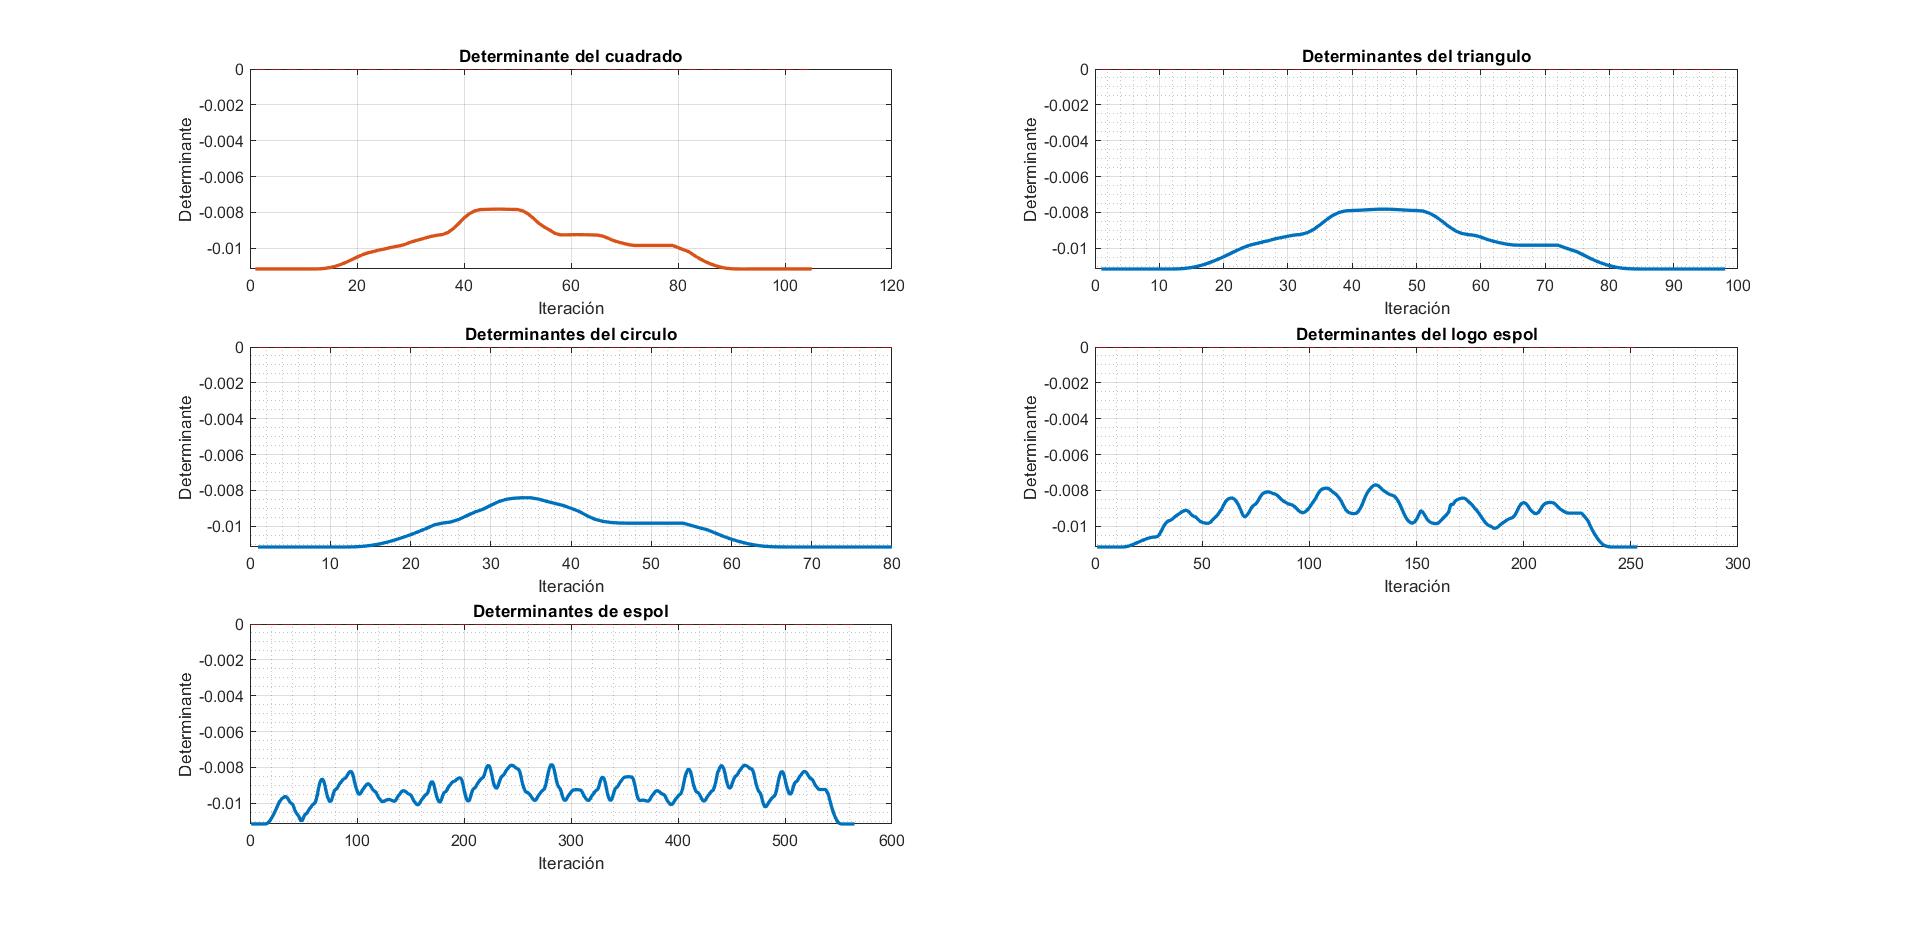 Determinante del cuadrado
0
-0.002
-0.004
-0.006
-0.008
-0.01
Determinante
0 20 40 60 80 100 120
Iteración
Determinantes del triangulo
0
-0.002
-0.004
-0.006
-0.008
-0.01
Determinante
0 10 20 30 40 50 60 70 80 90 100
Iteración
Determinantes del circulo
0
-0.002
-0.004
-0.006
-0.008
-0.01
Determinante
0 10 20 30 40 50 60 70 80
Iteración
Determinantes del logo espol
0
-0.002
-0.004
-0.006
-0.008
-0.01
Determinante
0 50 100 150 200 250 300
Iteración
Determinantes de espol
0
-0.002
-0.004
-0.006
-0.008
-0.01
Determinante
0 100 200 300 400 500 600
Iteración